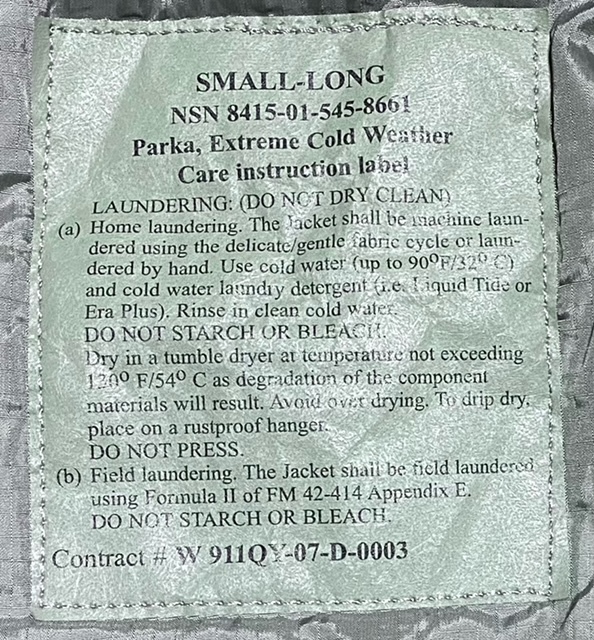 SMALL-LONG
NSN 8415-01-545-8661
Parka, Extreme Cold Weather
Care instruction label
LAUNDERING: (DO NOT DRY CLEAN)
(a) Home laundering. The Jacket shall be machine laun-
dered using the delicate/gentle fabric cycle or laun-
dered by hand. Use cold water (up to 90⁰F/32⁰ C)
and cold water laundry detergent (i.e. Liquid Tide or
Era Plus). Rinse in clean cold water.
DO NOT STARCH OR BLEACH.
Dry in a tumble dryer at temperature not exceeding
120⁰ F/54⁰ C as degradation of the component
materials will result. Avoid over drying. To drip dry,
place on a rustproof hanger.
DO NOT PRESS.
(b) Field laundering. The Jacket shall be field laundered
using Formula II of FM 42-414 Appendix E.
DO NOT STARCH OR BLEACH.
Contract # W 911QY-07-D-0003